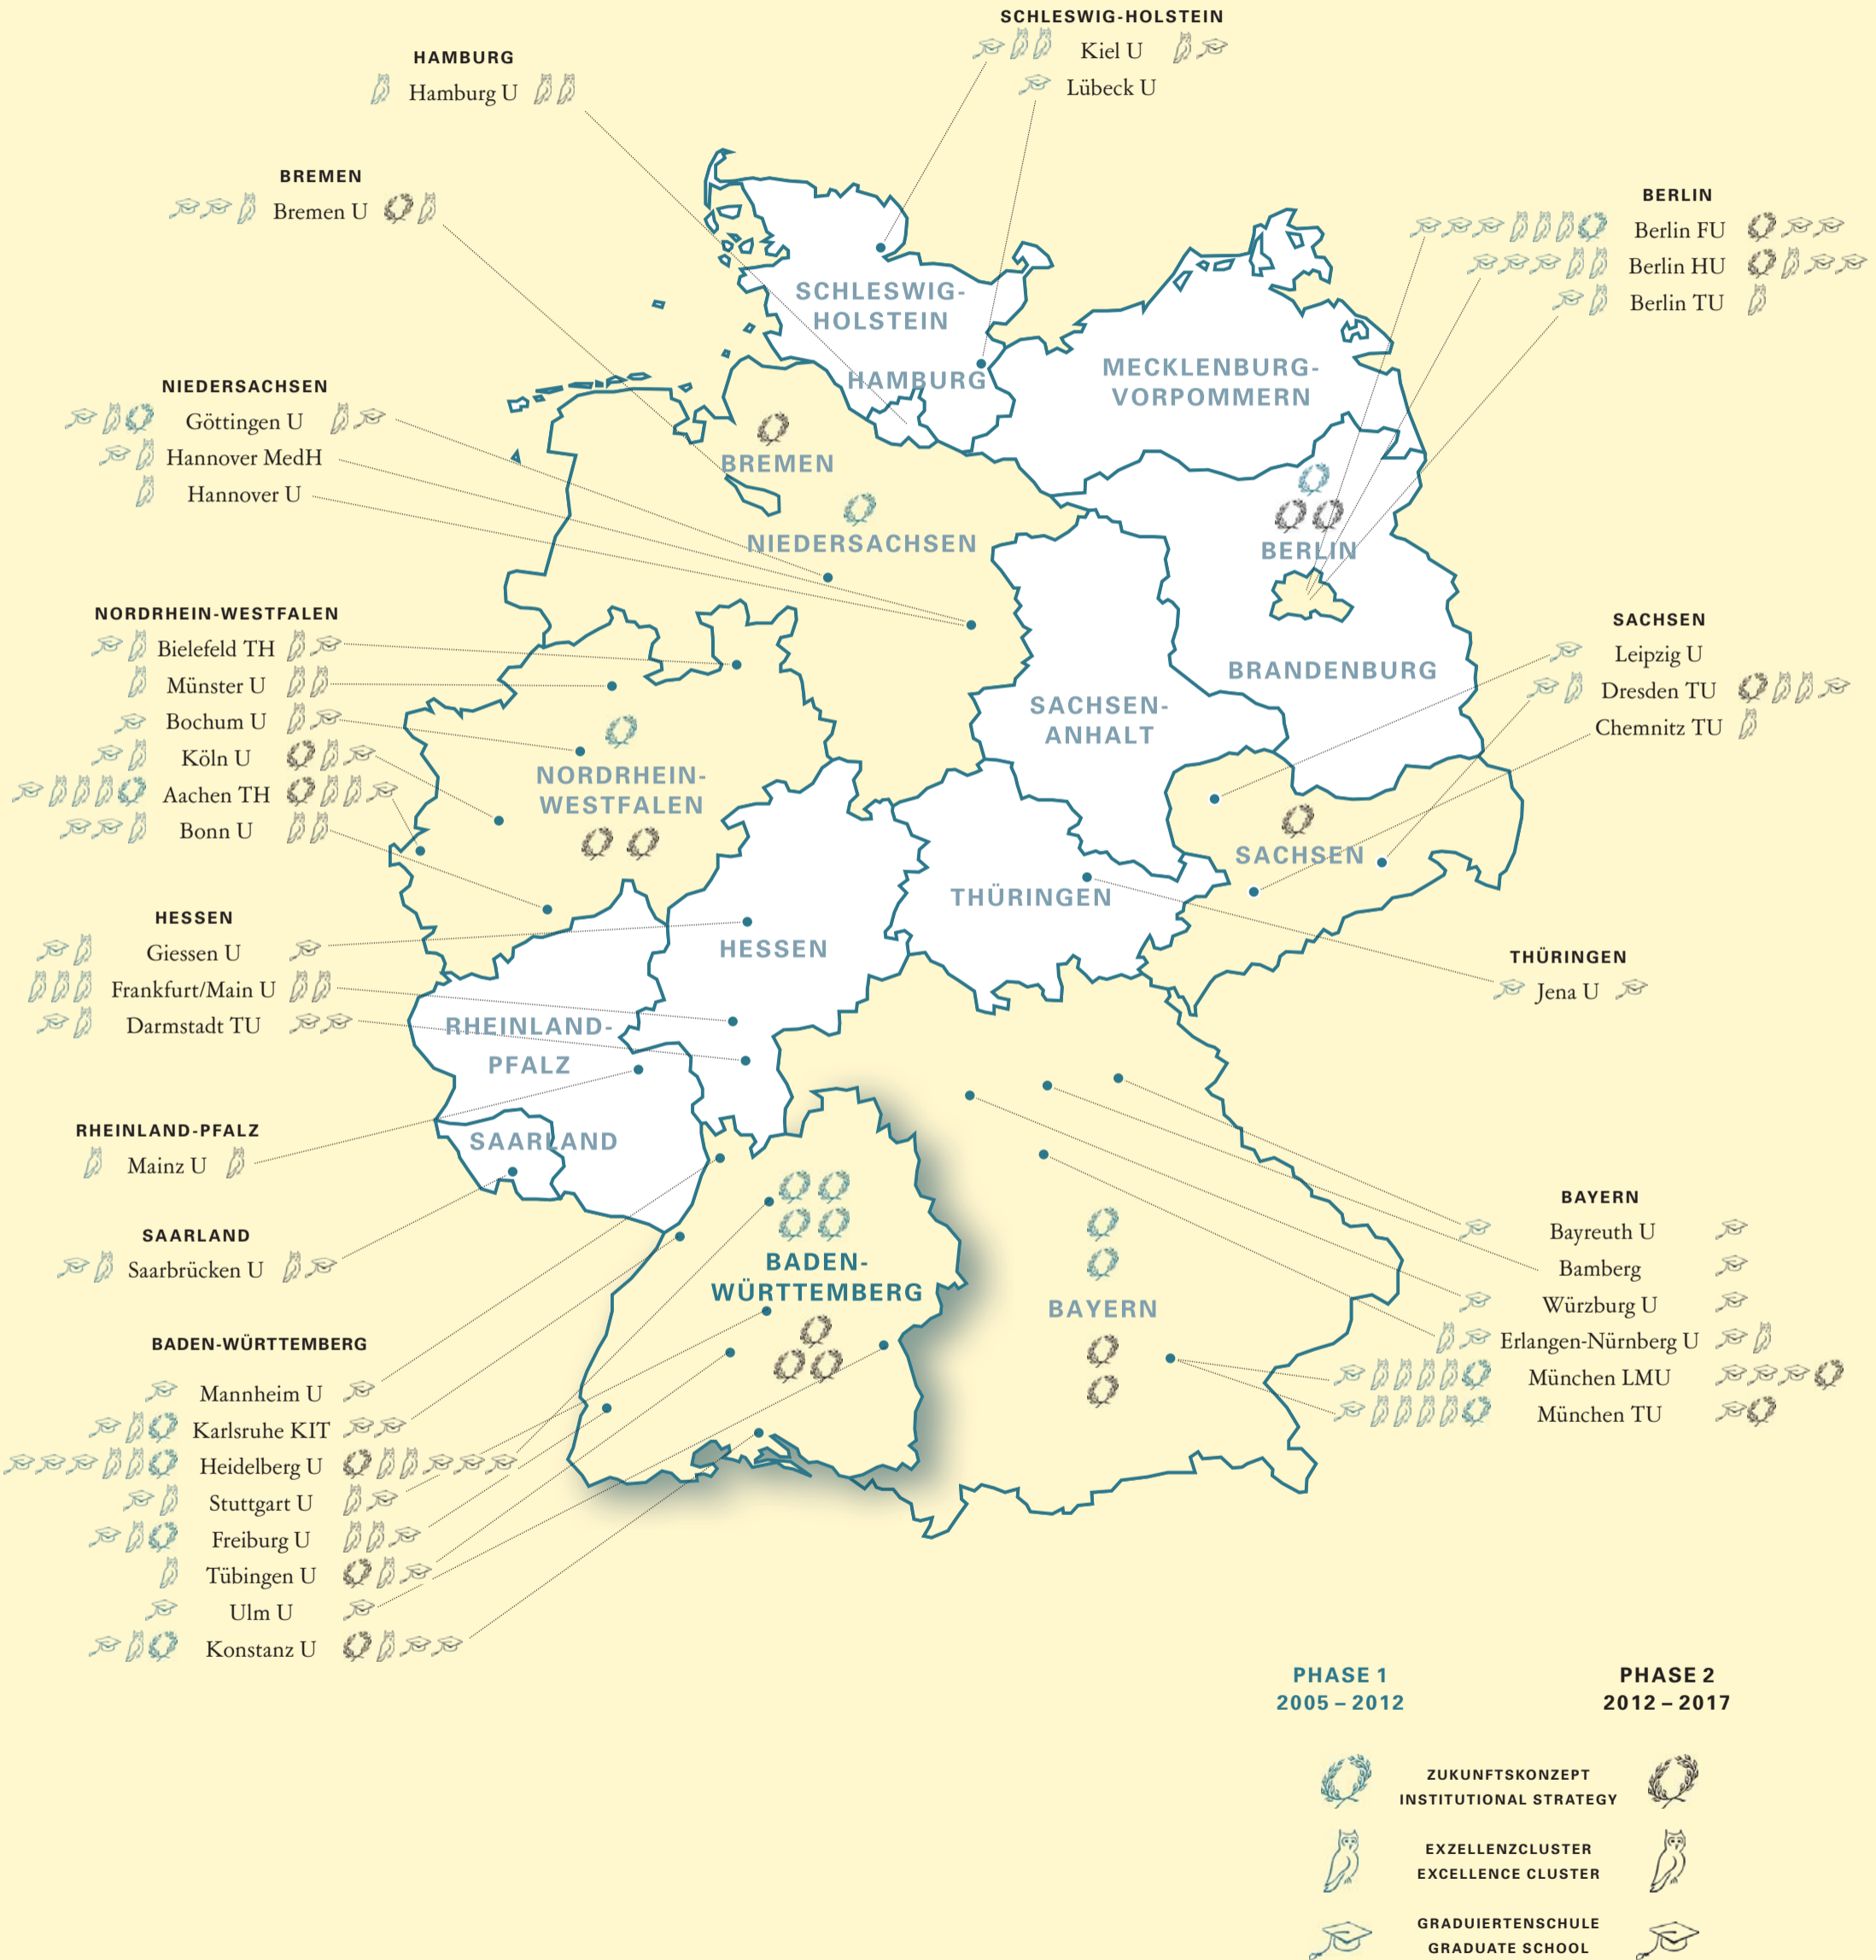 SCHLESWIG-HOLSTEIN
Kiel U
Lübeck U
HAMBURG
Hamburg U
BREMEN
Bremen U
BERLIN
Berlin FU
Berlin HU
Berlin TU
NIEDERSACHSEN
Göttingen U
Hannover MedH
Hannover U
NORDRHEIN-WESTFALEN
Bielefeld TH
Münster U
Bochum U
Köln U
Aachen TH
Bonn U
SACHSEN
Leipzig U
Dresden TU
Chemnitz TU
HESSEN
Giessen U
Frankfurt/Main U
Darmstadt TU
THÜRINGEN
Jena U
RHEINLAND-PFALZ
Mainz U
SAARLAND
Saarbrücken U
BADEN-WÜRTTEMBERG
Mannheim U
Karlsruhe KIT
Heidelberg U
Stuttgart U
Freiburg U
Tübingen U
Ulm U
Konstanz U
BAYERN
Bayreuth U
Bamberg
Würzburg U
Erlangen-Nürnberg U
München LMU
München TU
SCHLESWIG-
HOLSTEIN
HAMBURG
MECKLENBURG-
VORPOMMERN
BREMEN
NIEDERSACHSEN
BERLIN
BRANDENBURG
SACHSEN-
ANHALT
NORDRHEIN-
WESTFALEN
SACHSEN
THÜRINGEN
HESSEN
RHEINLAND-
PFALZ
SAARLAND
BADEN-
WÜRTTEMBERG
BAYERN
PHASE 1
2005 – 2012
PHASE 2
2012 – 2017
ZUKUNFTSKONZEPT
INSTITUTIONAL STRATEGY
EXZELLENZCLUSTER
EXCELLENCE CLUSTER
GRADUIERTENSCHULE
GRADUATE SCHOOL